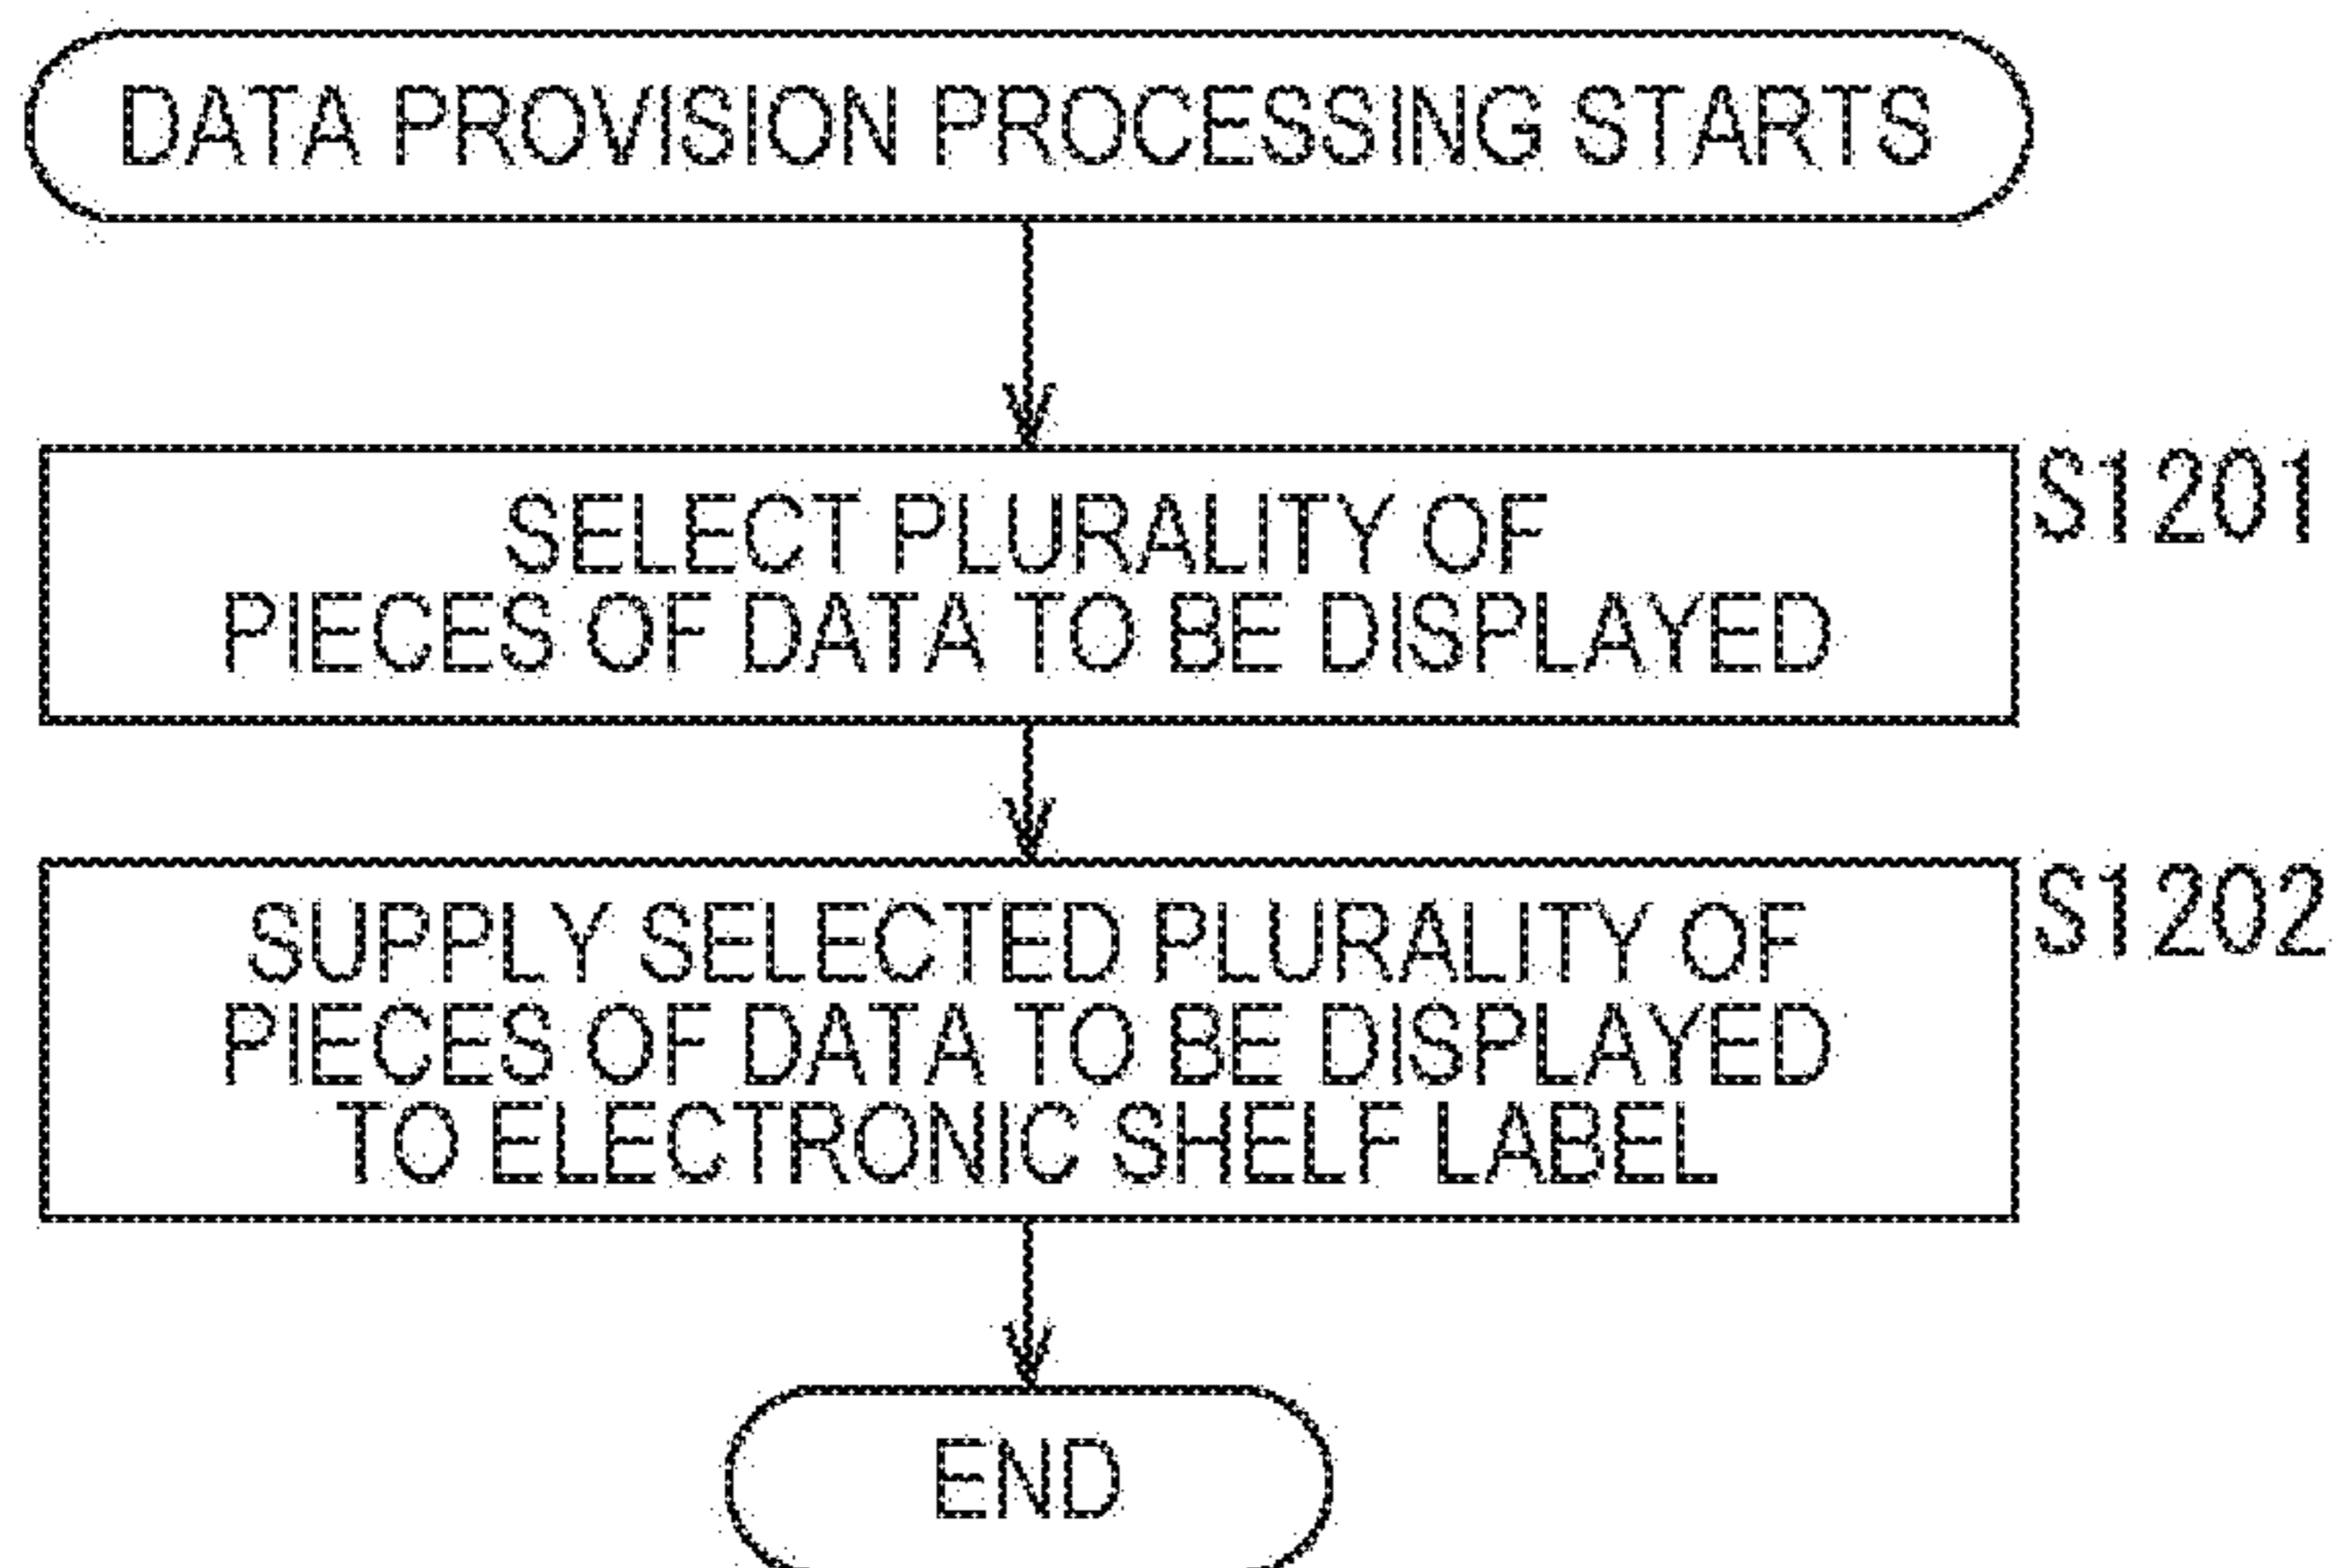 DATA PROVISION PROCESSING STARTS
SELECT PLURALITY OF
PIECES OF DATA TO BE DISPLAYED
S1201
SUPPLY SELECTED PLURALITY OF
PIECES OF DATA TO BE DISPLAYED
TO ELECTRONIC SHELF LABEL
S1202
END